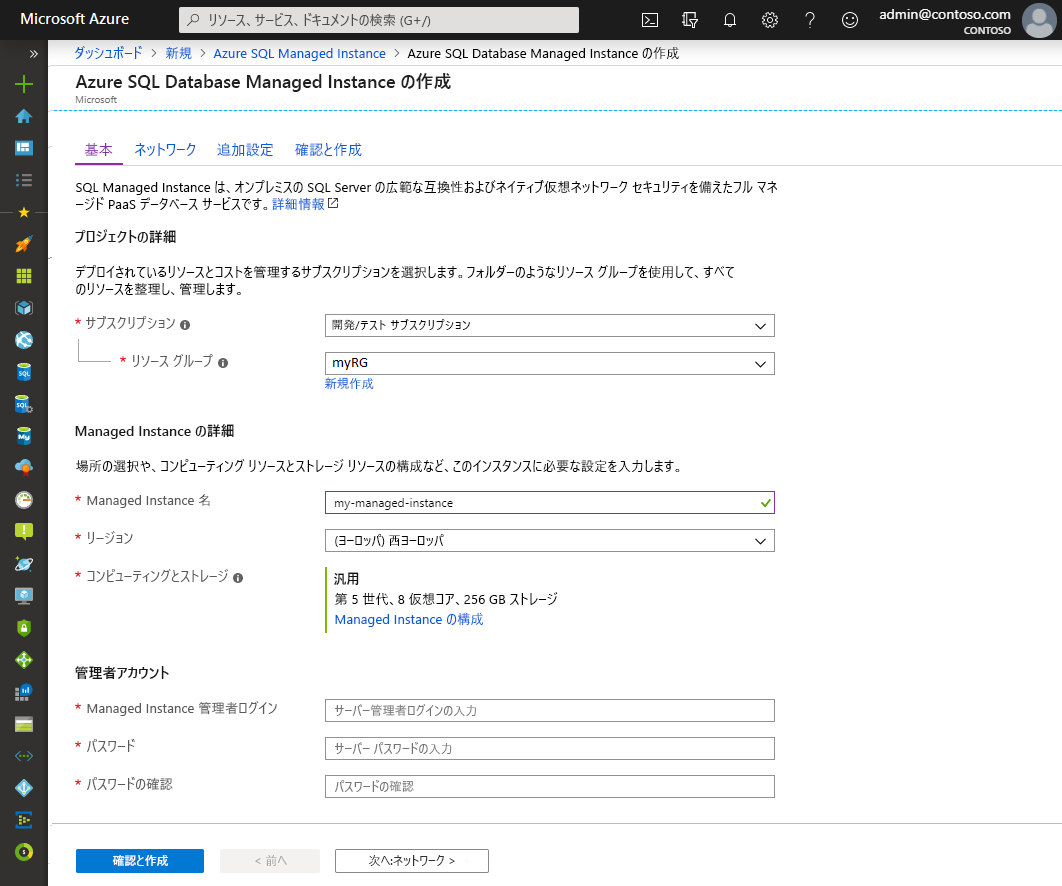 Microsoft Azure
リソース、サービス、ドキュメントの検索 (G+/)
admin@contoso.com
CONTOSO
ダッシュボード > 新規 > Azure SQL Managed Instance > Azure SQL Database Managed Instance の作成
Azure SQL Database Managed Instance の作成
Microsoft
基本 ネットワーク 追加設定 確認と作成
SQL Managed Instance は、オンプレミスの SQL Server の広範な互換性およびネイティブ仮想ネットワーク セキュリティを備えたフル マネ
ージド PaaS データベース サービスです。詳細情報
プロジェクトの詳細
デプロイされているリソースとコストを管理するサブスクリプションを選択します。フォルダーのようなリソース グループを使用して、すべて
のリソースを整理し、管理します。
* サブスクリプション
開発/テスト サブスクリプション
* リソース グループ
myRG
新規作成
Managed Instance の詳細
場所の選択や、コンピューティング リソースとストレージ リソースの構成など、このインスタンスに必要な設定を入力します。
* Managed Instance 名
my-managed-instance
* リージョン
(ヨーロッパ) 西ヨーロッパ
* コンピューティングとストレージ
汎用
第 5 世代、8 仮想コア、256 GB ストレージ
Managed Instance の構成
管理者アカウント
* Managed Instance 管理者ログイン
サーバー管理者ログインの入力
* パスワード
サーバー パスワードの入力
* パスワードの確認
パスワードの確認
確認と作成
< 前へ
次へ:ネットワーク >